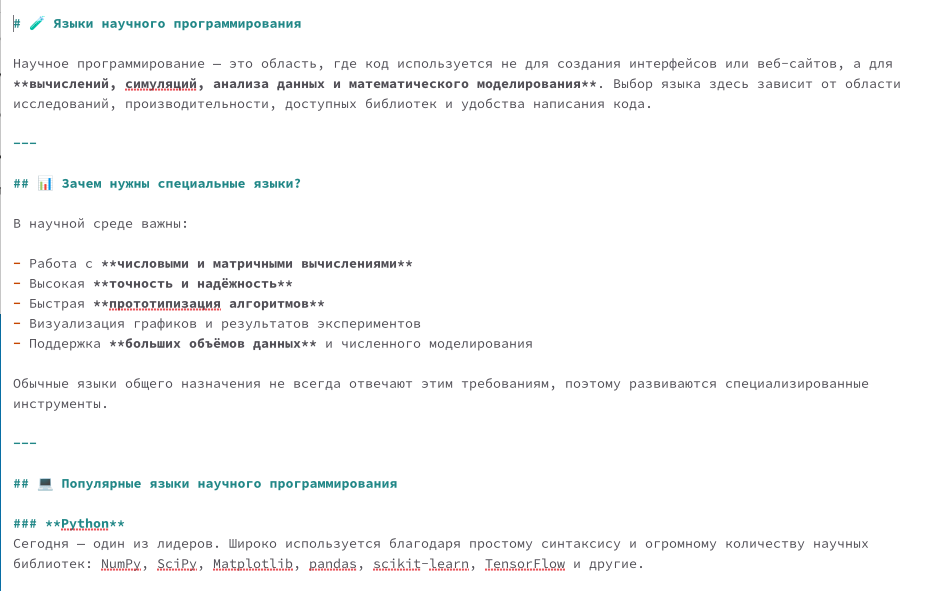 # 🧪 Языки научного программирования
Научное программирование — это область, где код используется не для создания интерфейсов или веб-сайтов, а для
**вычислений, симуляций, анализа данных и математического моделирования**. Выбор языка здесь зависит от области
исследований, производительности, доступных библиотек и удобства написания кода.
---
## 📊 Зачем нужны специальные языки?
В научной среде важны:
- Работа с **числовыми и матричными вычислениями**
- Высокая **точность и надёжность**
- Быстрая **прототипизация алгоритмов**
- Визуализация графиков и результатов экспериментов
- Поддержка **больших объёмов данных** и численного моделирования
Обычные языки общего назначения не всегда отвечают этим требованиям, поэтому развиваются специализированные
инструменты.
---
## 💻 Популярные языки научного программирования
### **Python**
Сегодня — один из лидеров. Широко используется благодаря простому синтаксису и огромному количеству научных
библиотек: NumPy, SciPy, Matplotlib, pandas, scikit-learn, TensorFlow и другие.